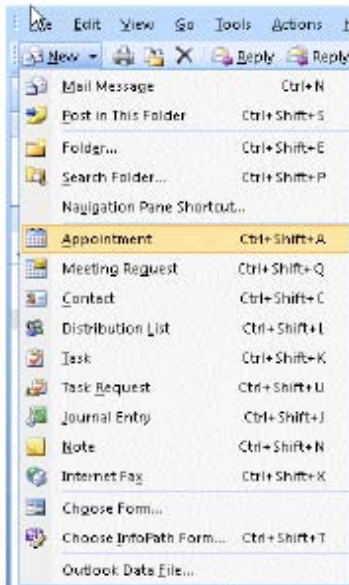 File Edit View Go Tools Actions
New Reply Reply
Mail Message Ctrl+N
Post in This Folder Ctrl+Shift+S
Folder... Ctrl+Shift+E
Search Folder... Ctrl+Shift+P
Navigation Pane Shortcut...
Appointment Ctrl+Shift+A
Meeting Request Ctrl+Shift+Q
Contact Ctrl+Shift+C
Distribution List Ctrl+Shift+L
Task Ctrl+Shift+K
Task Request Ctrl+Shift+U
Journal Entry Ctrl+Shift+J
Note Ctrl+Shift+N
Internet Fax Ctrl+Shift+X
Choose Form...
Choose InfoPath Form... Ctrl+Shift+T
Outlook Data File...